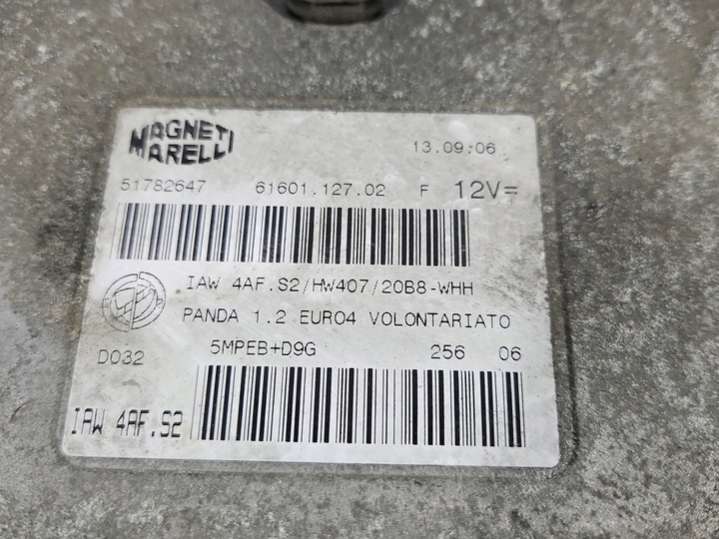 MAGNETI
MARELLI
13.09.06
51782647 61601.127.02 F 12V=
IAW 4AF.S2/HW407/20B8-WHH
PANDA 1.2 EURO4 VOLONTARIATO
D032 5MPEB+D9G 256 06
IAW 4AF.S2